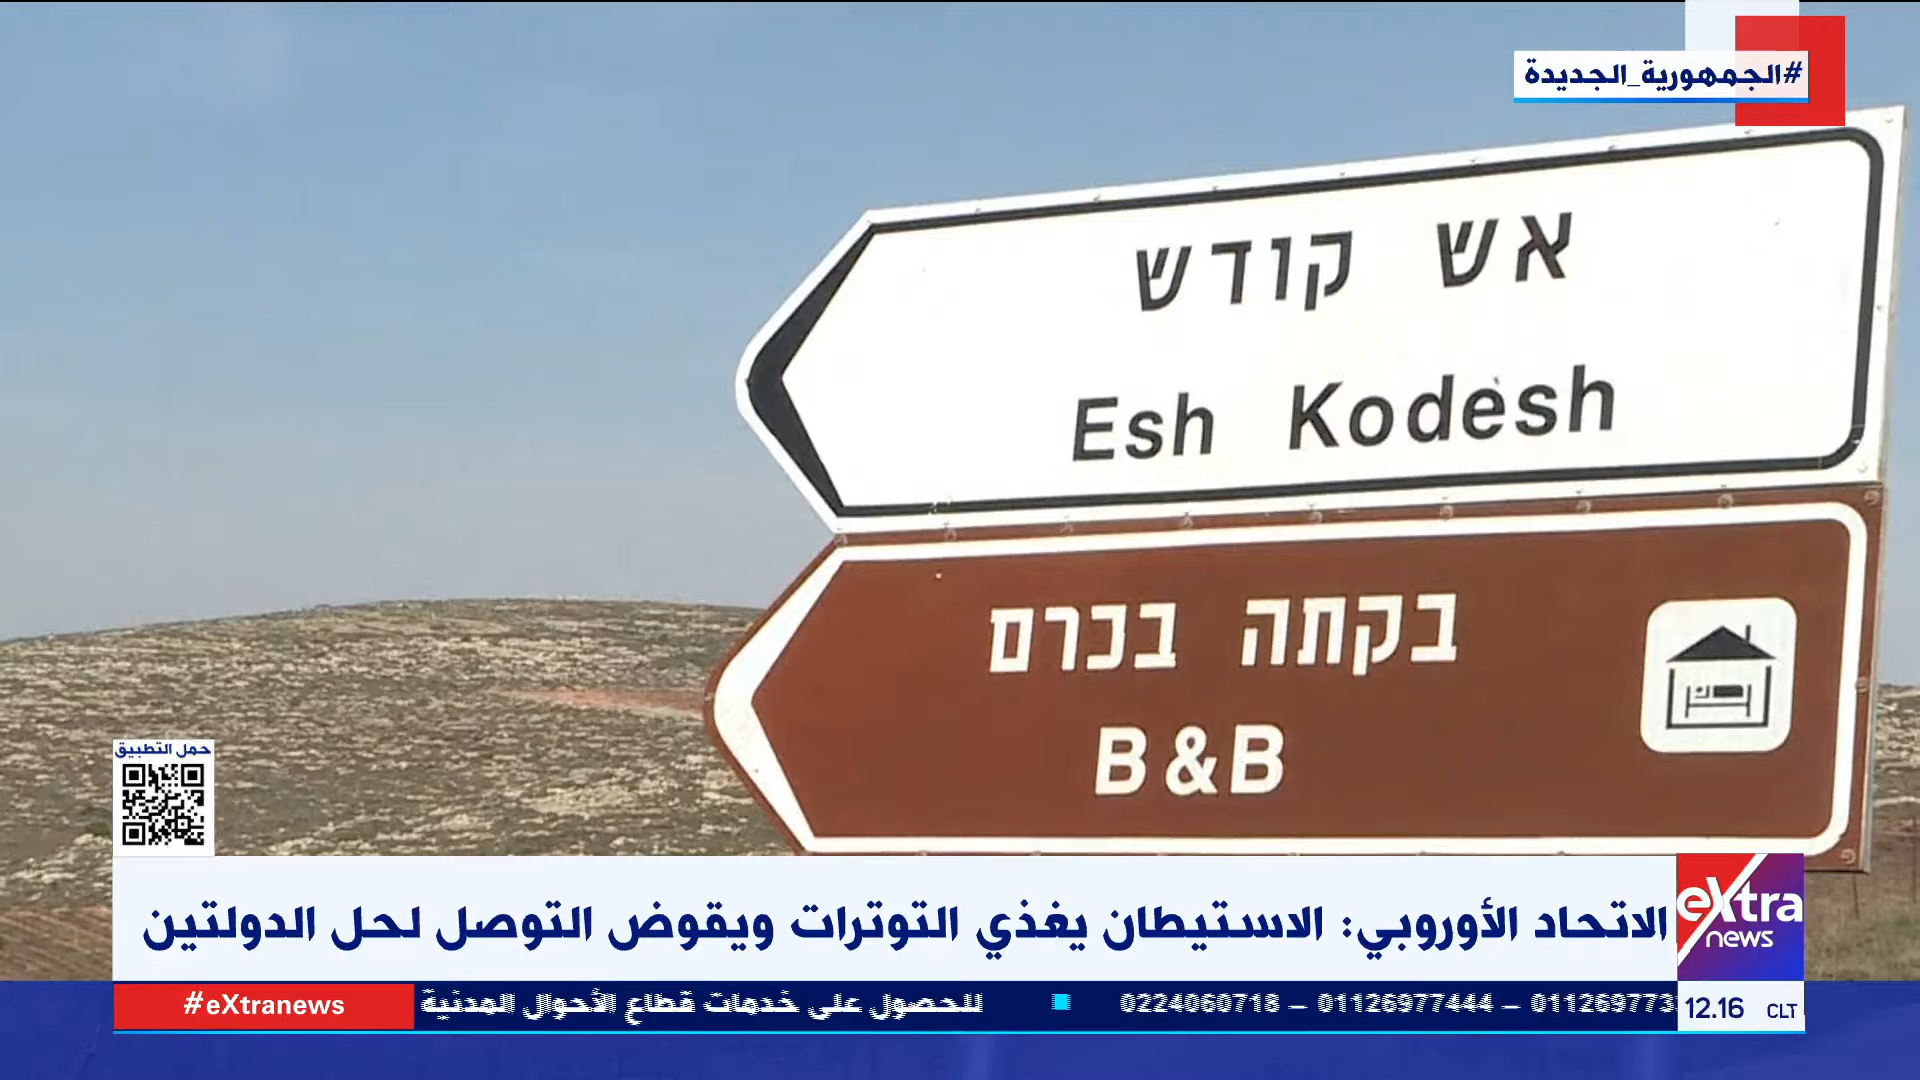 #الجمهورية_الجديدة
אש קודש
Esh Kodesh
בקתה בכרם
B&B
حمل التطبيق
الاتحاد الأوروبي: الاستيطان يغذي التوترات ويقوض التوصل لحل الدولتين
eXtra news
#eXtranews
للحصول على خدمات قطاع الأحوال المدنية
0224060718 – 01126977444 –
12.16 CLT